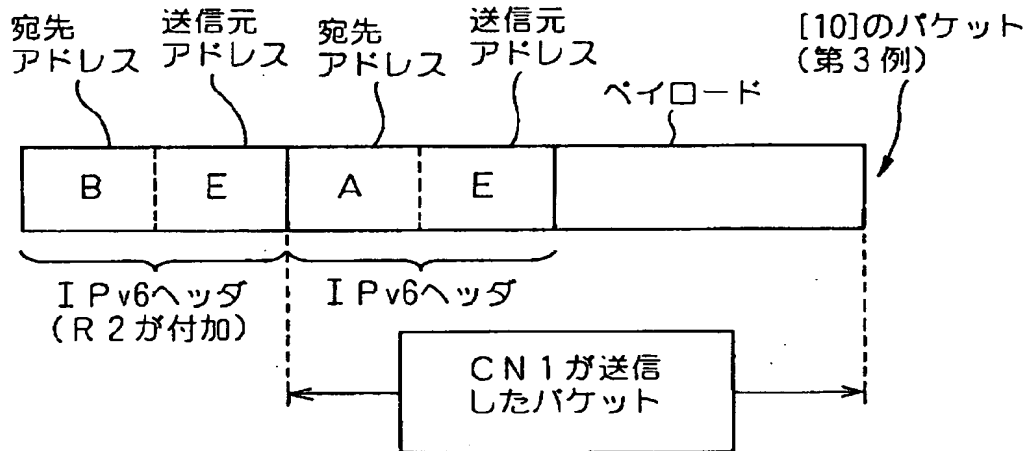 宛先
アドレス
送信元
アドレス
宛先
アドレス
送信元
アドレス
ペイロード
[10]のパケット
(第3例)
B
E
A
E
IPv6ヘッダ
(R2が付加)
IPv6ヘッダ
CN1が送信
したパケット